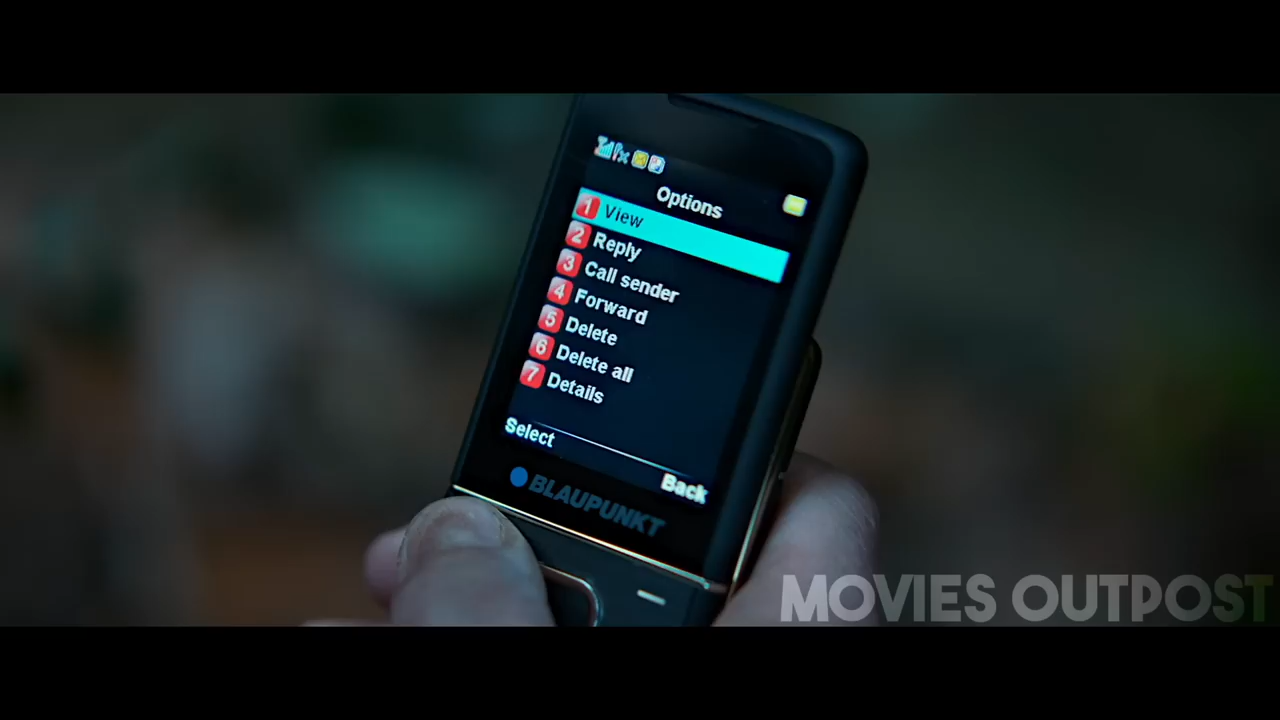 Options
1 View
2 Reply
3 Call sender
4 Forward
5 Delete
6 Delete all
7 Details
Select
Back
BLAUPUNKT
MOVIES OUTPOST